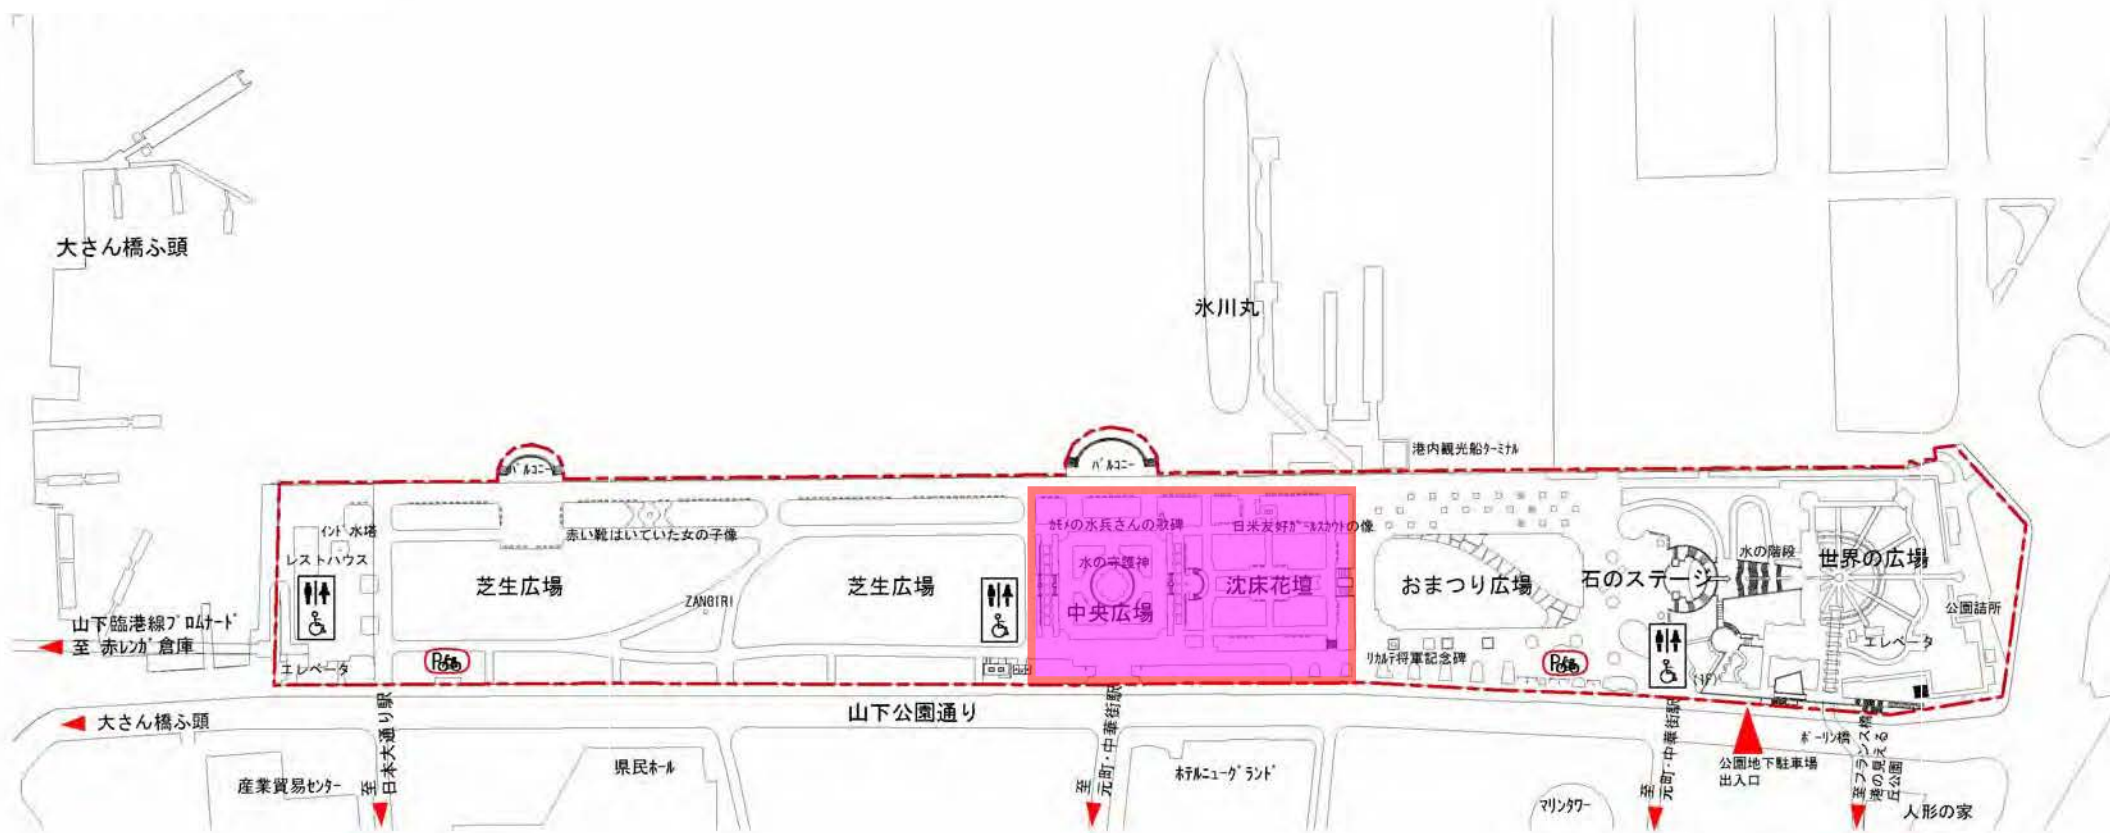 大さん橋ふ頭
氷川丸
港内観光船ターミナル
バルコニー
バルコニー
インド水塔
レストハウス
赤い靴はいていた女の子像
カモメの水兵さんの歌碑
日米友好ガールスカウトの像
水の守護神
中央広場
沈床花壇
芝生広場
芝生広場
ZANGIRI
おまつり広場
石のステージ
水の階段
世界の広場
公園詰所
エレベータ
リカルテ将軍記念碑
山下臨港線プロムナード
至 赤レンガ倉庫
エレベータ
P
P
大さん橋ふ頭
山下公園通り
至
日本大通り駅
至
元町・中華街駅
至
元町・中華街駅
ポーリン橋
公園地下駐車場
出入口
至フランス橋
港の見える
丘公園
産業貿易センター
県民ホール
ホテルニューグランド
マリンタワー
人形の家